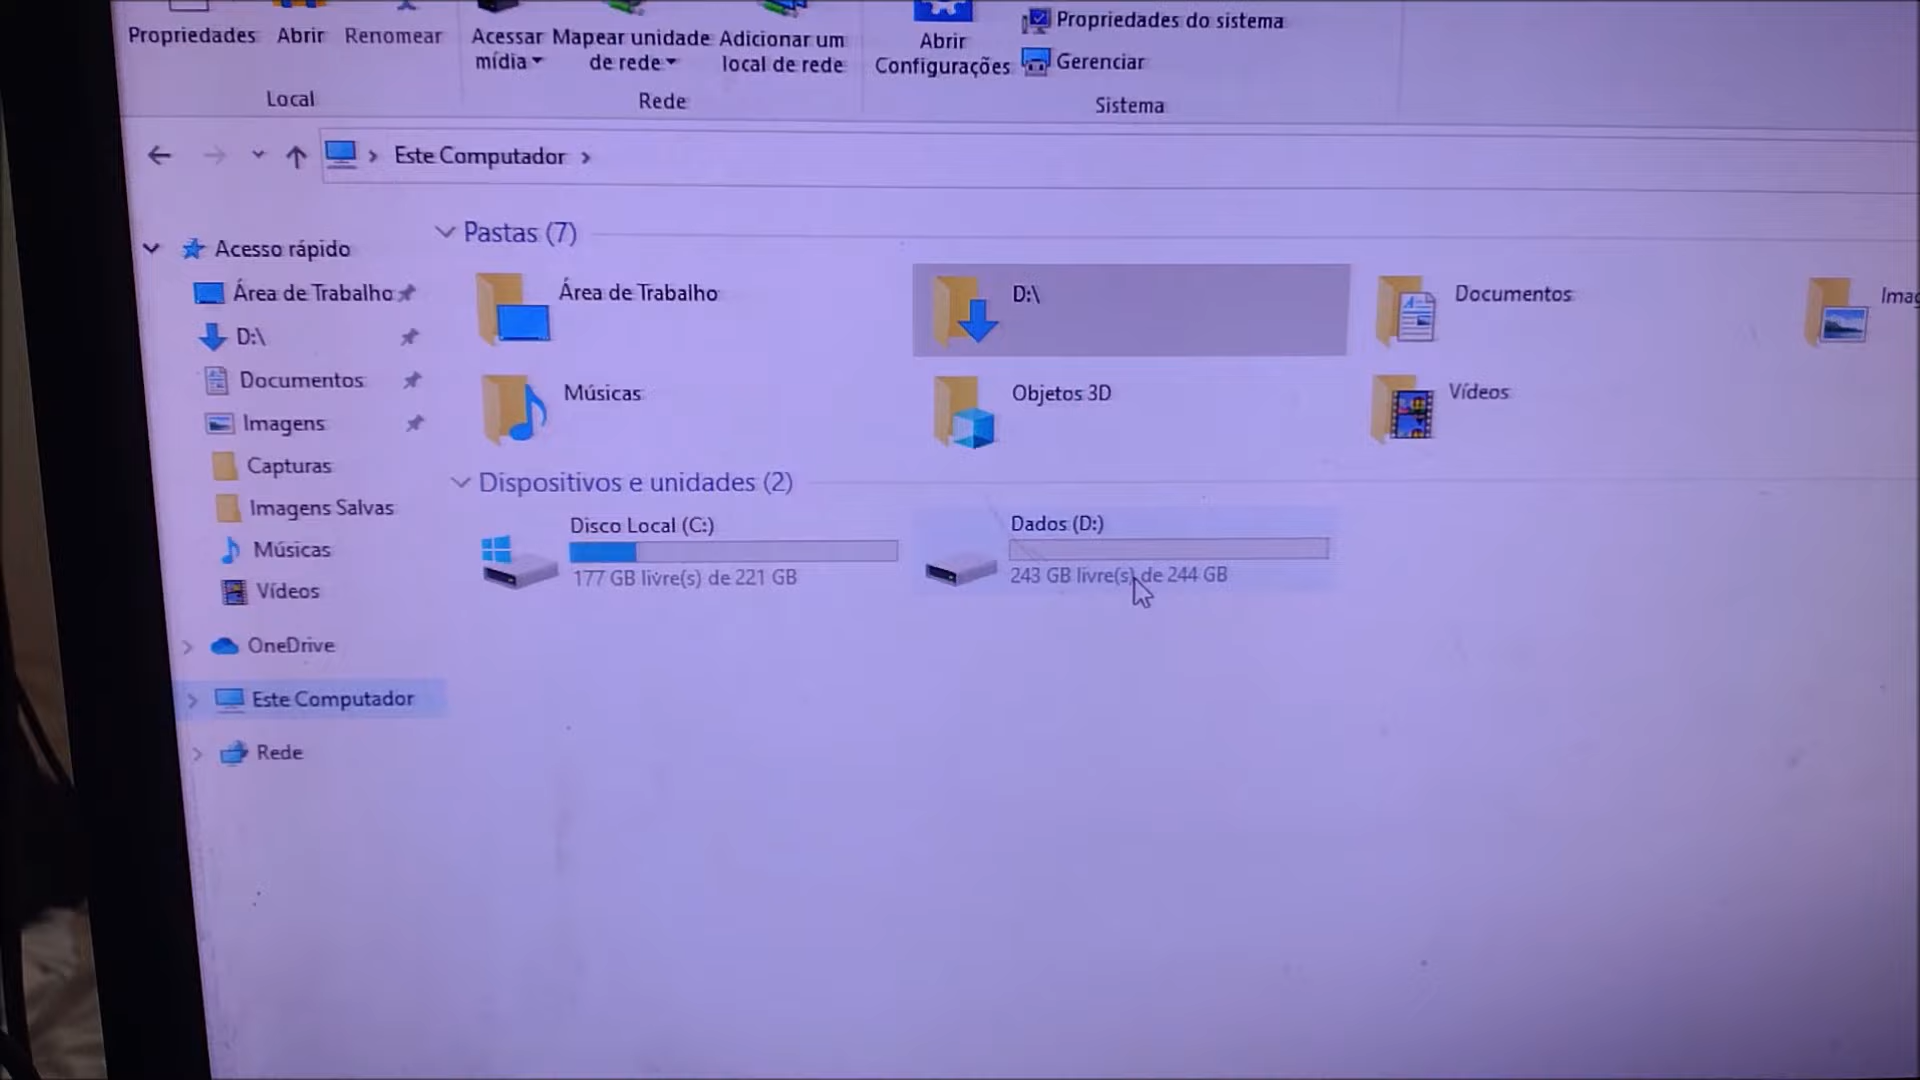 Propriedades Abrir Renomear
Acessar mídia
Mapear unidade de rede
Adicionar um local de rede
Abrir Configurações
Propriedades do sistema
Gerenciar
Local
Rede
Sistema
Este Computador
Acesso rápido
Área de Trabalho
D:\
Documentos
Imagens
Capturas
Imagens Salvas
Músicas
Vídeos
OneDrive
Este Computador
Rede
Pastas (7)
Área de Trabalho
D:\
Documentos
Músicas
Objetos 3D
Vídeos
Dispositivos e unidades (2)
Disco Local (C:)
177 GB livre(s) de 221 GB
Dados (D:)
243 GB livre(s) de 244 GB